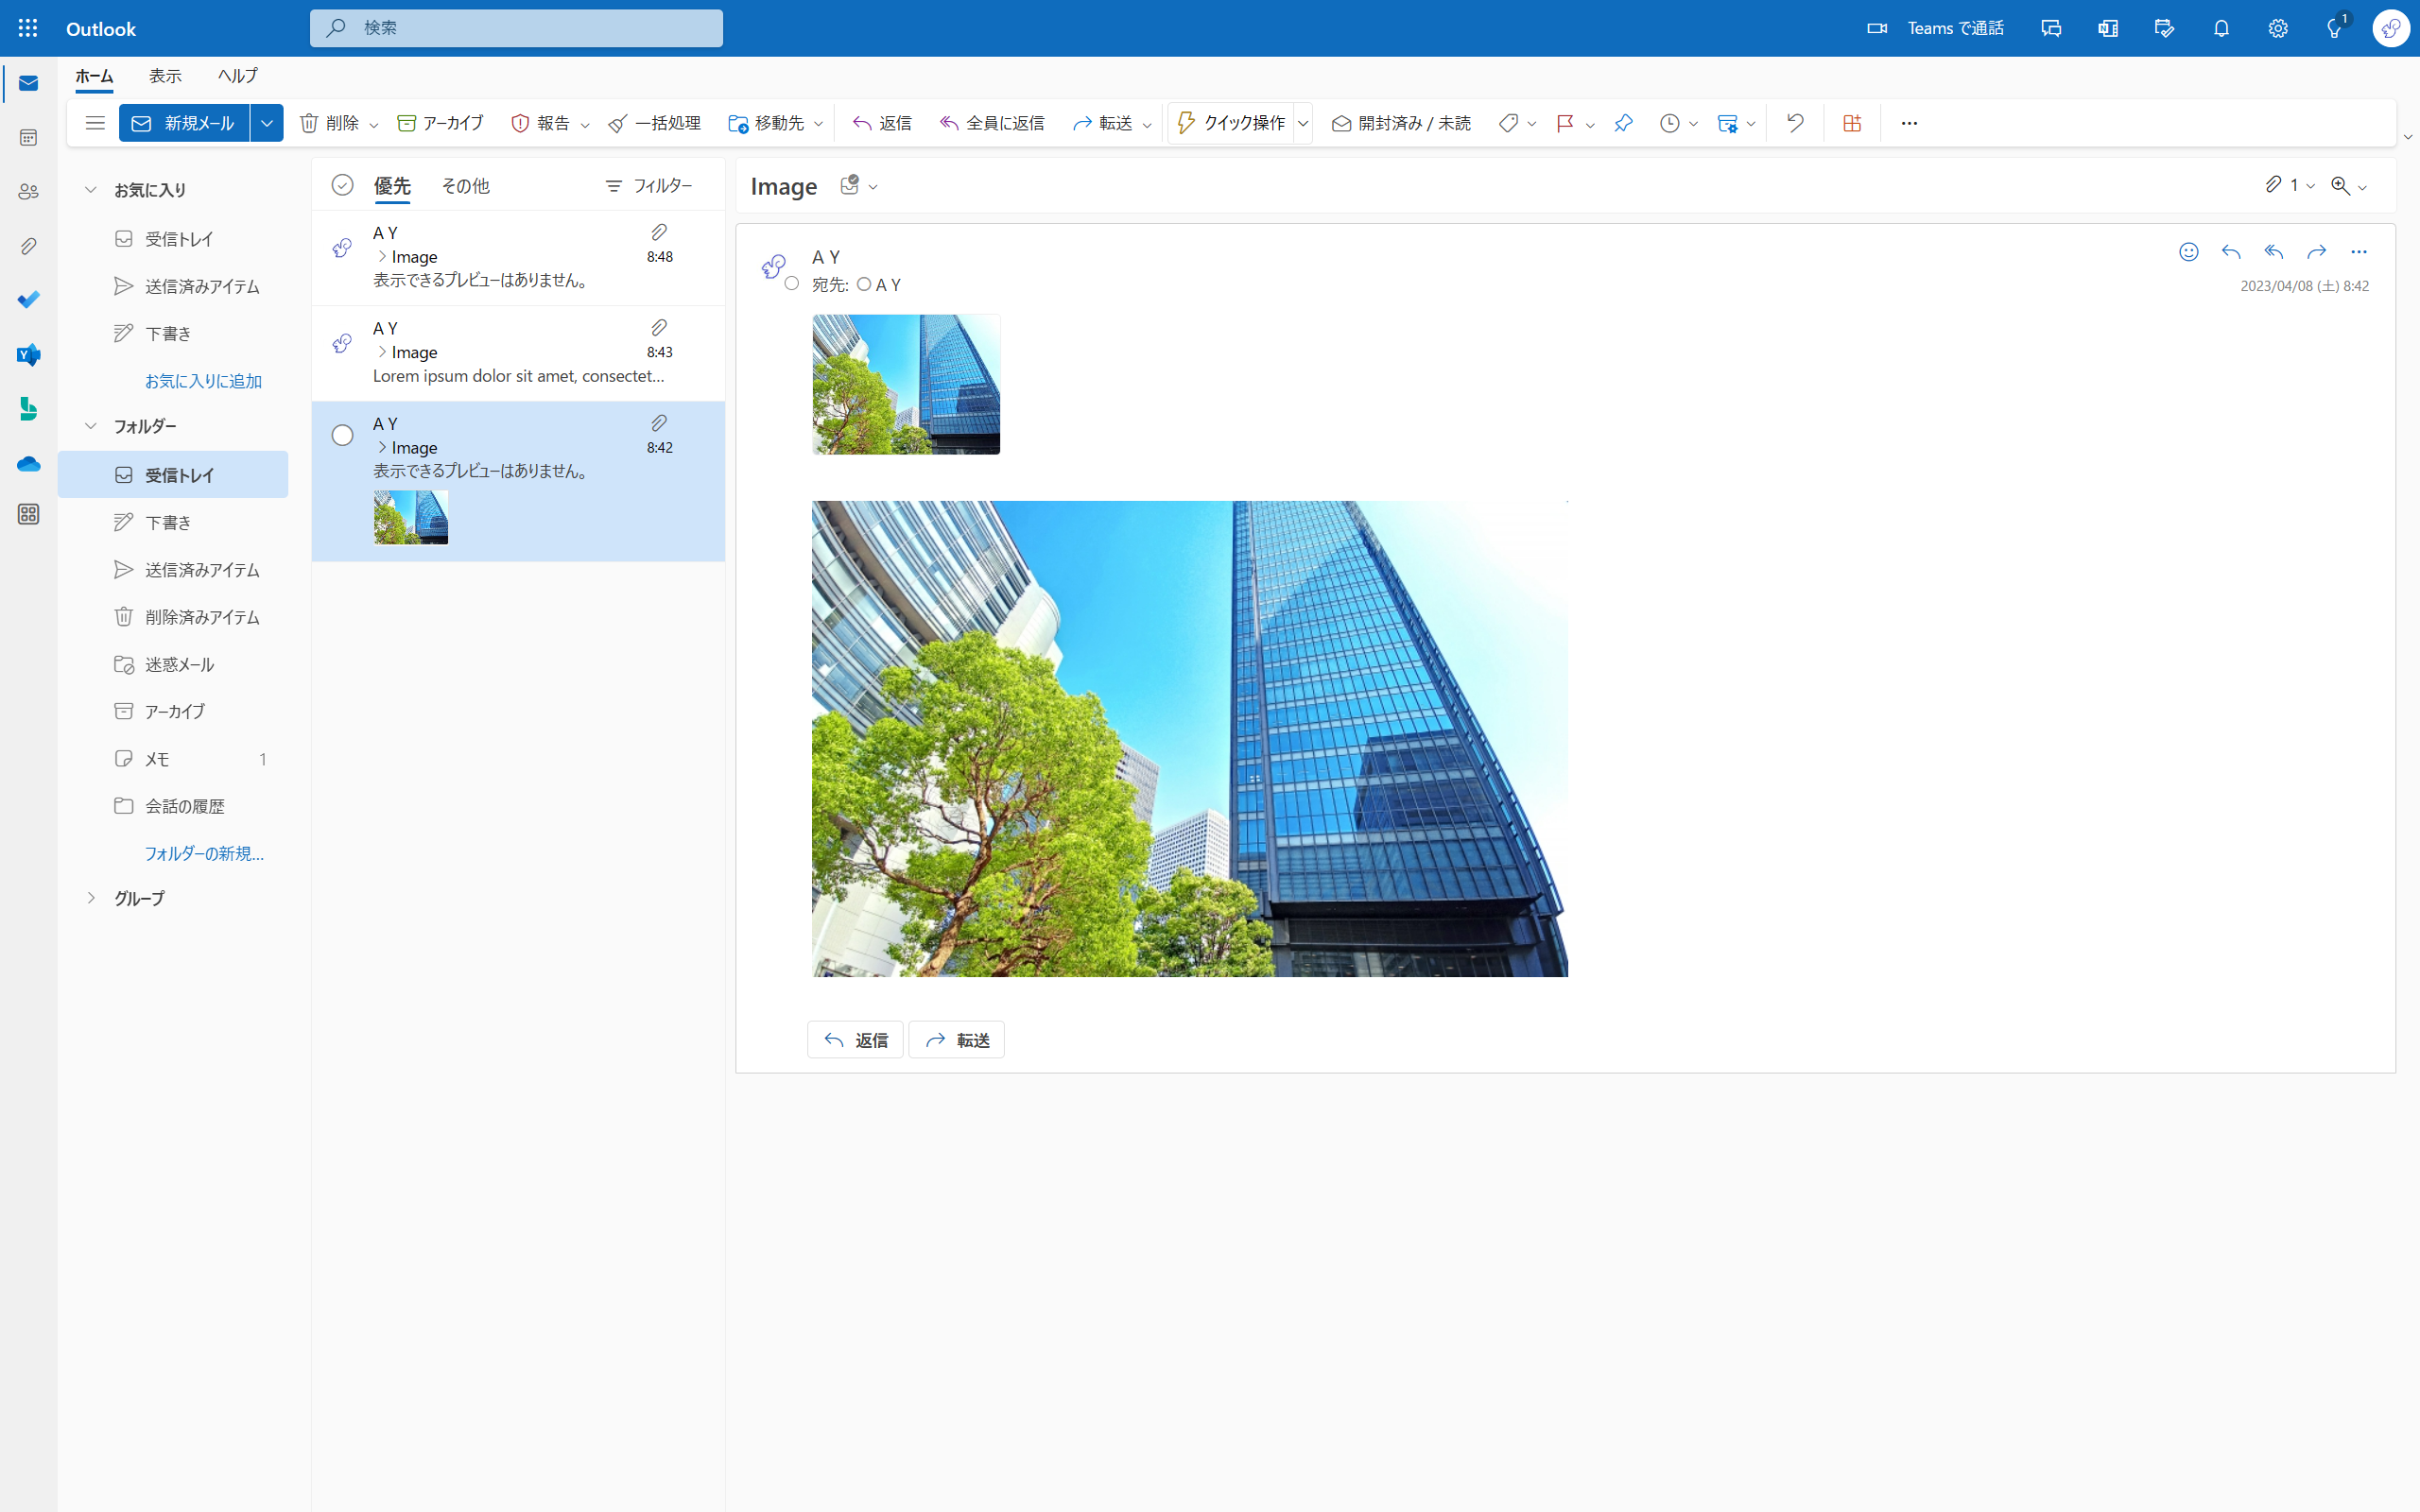 Outlook
検索
Teams で通話
1
ホーム 表示 ヘルプ
新規メール 削除 アーカイブ 報告 一括処理 移動先 返信 全員に返信 転送 クイック操作 開封済み / 未読
お気に入り
受信トレイ
送信済みアイテム
下書き
お気に入りに追加
フォルダー
受信トレイ
下書き
送信済みアイテム
削除済みアイテム
迷惑メール
アーカイブ
メモ 1
会話の履歴
フォルダーの新規...
グループ
優先 その他 フィルター
A Y
Image 8:48
表示できるプレビューはありません。
A Y
Image 8:43
Lorem ipsum dolor sit amet, consectet...
A Y
Image 8:42
表示できるプレビューはありません。
Image
1
A Y
宛先: A Y
2023/04/08 (土) 8:42
返信 転送